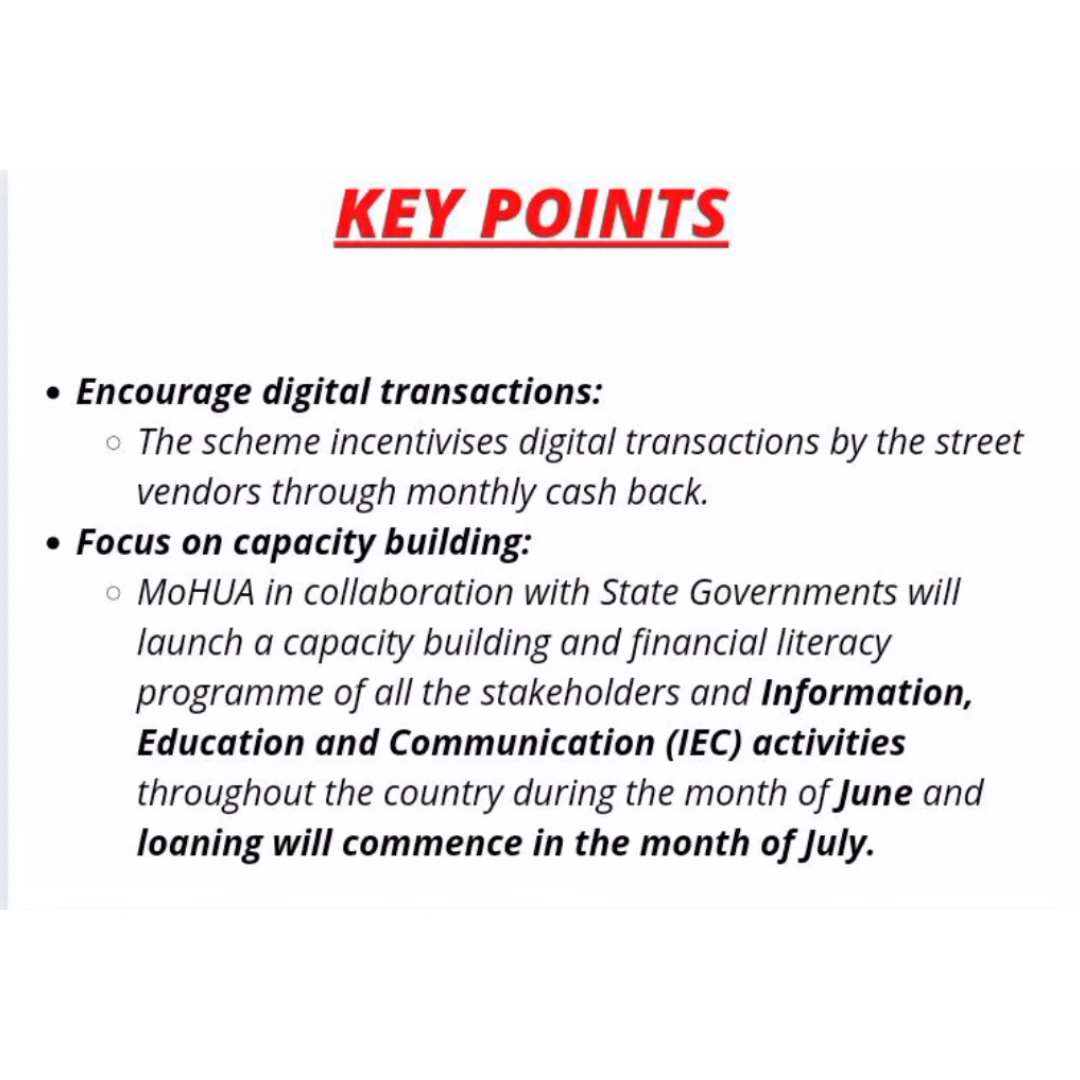 KEY POINTS
• Encourage digital transactions:
○ The scheme incentivises digital transactions by the street
vendors through monthly cash back.
• Focus on capacity building:
○ MoHUA in collaboration with State Governments will
launch a capacity building and financial literacy
programme of all the stakeholders and Information,
Education and Communication (IEC) activities
throughout the country during the month of June and
loaning will commence in the month of July.